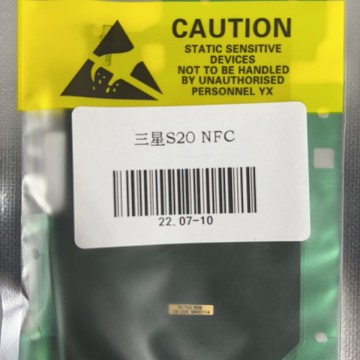 CAUTION
STATIC SENSITIVE
DEVICES
NOT TO BE HANDLED
BY UNAUTHORISED
PERSONNEL YX
三星S20 NFC
22.07-10